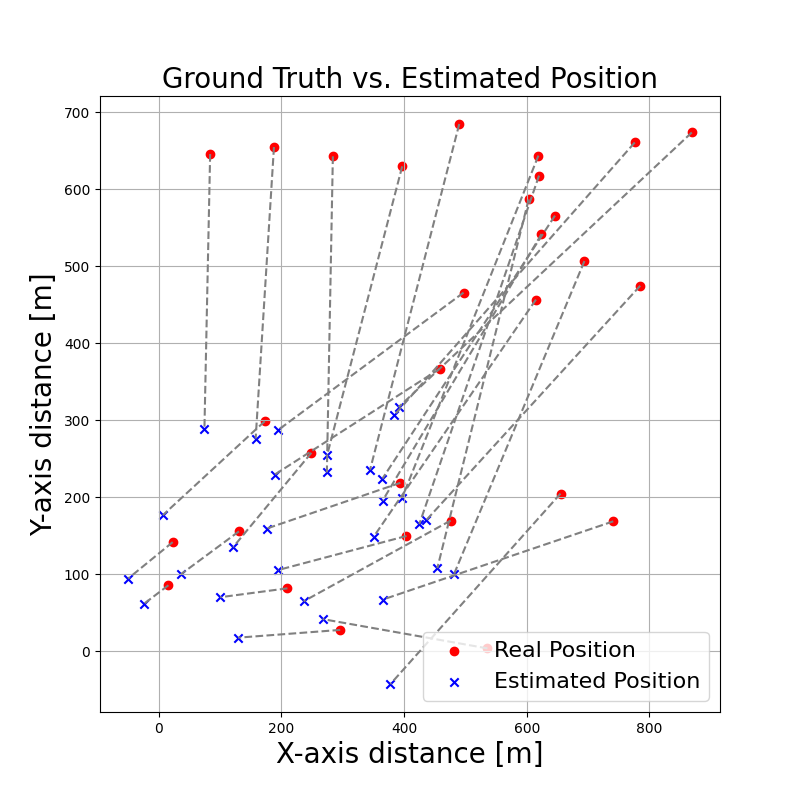 Ground Truth vs. Estimated Position
700
600
500
400
300
200
100
0
Y-axis distance [m]
0 200 400 600 800
X-axis distance [m]
Real Position
Estimated Position